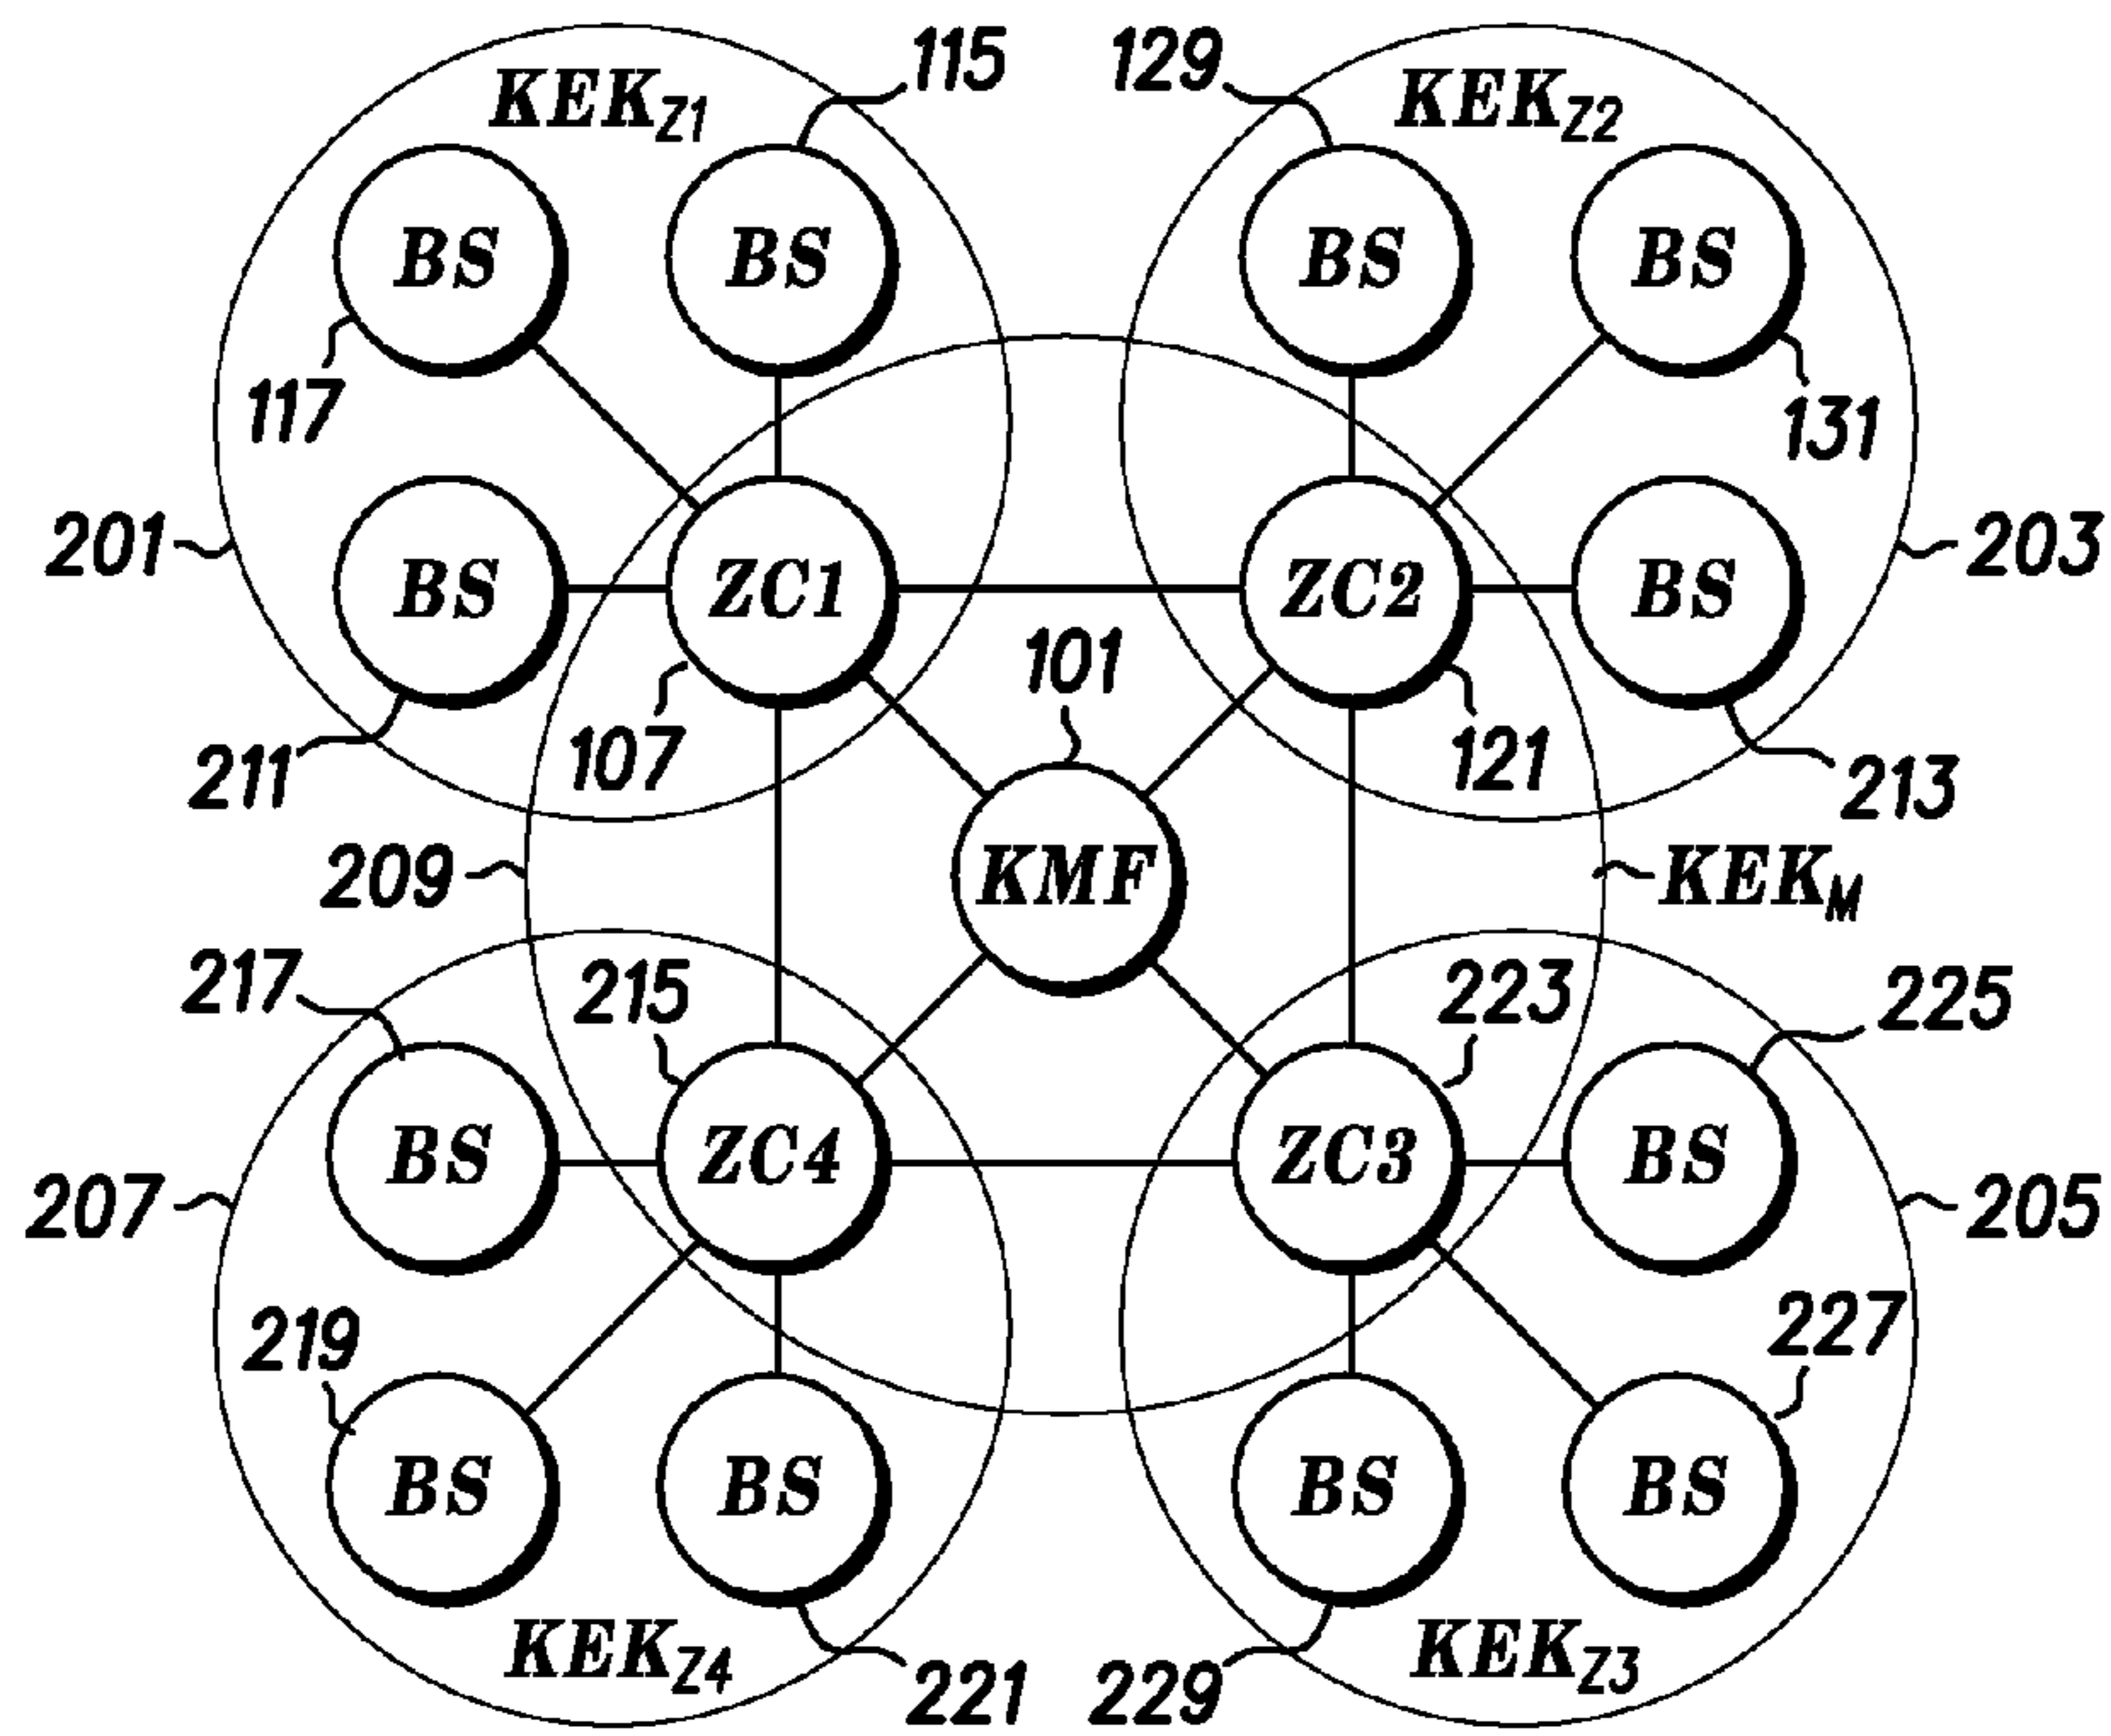 115 129
KEKZ1 KEKZ2
BS BS BS BS
117 131
201 BS ZC1 ZC2 BS 203
101
211 107 121 213
209 KMF KEKM
217 215 223 225
207 BS ZC4 ZC3 BS 205
219 227
BS BS BS BS
KEKZ4 KEKZ3
221 229